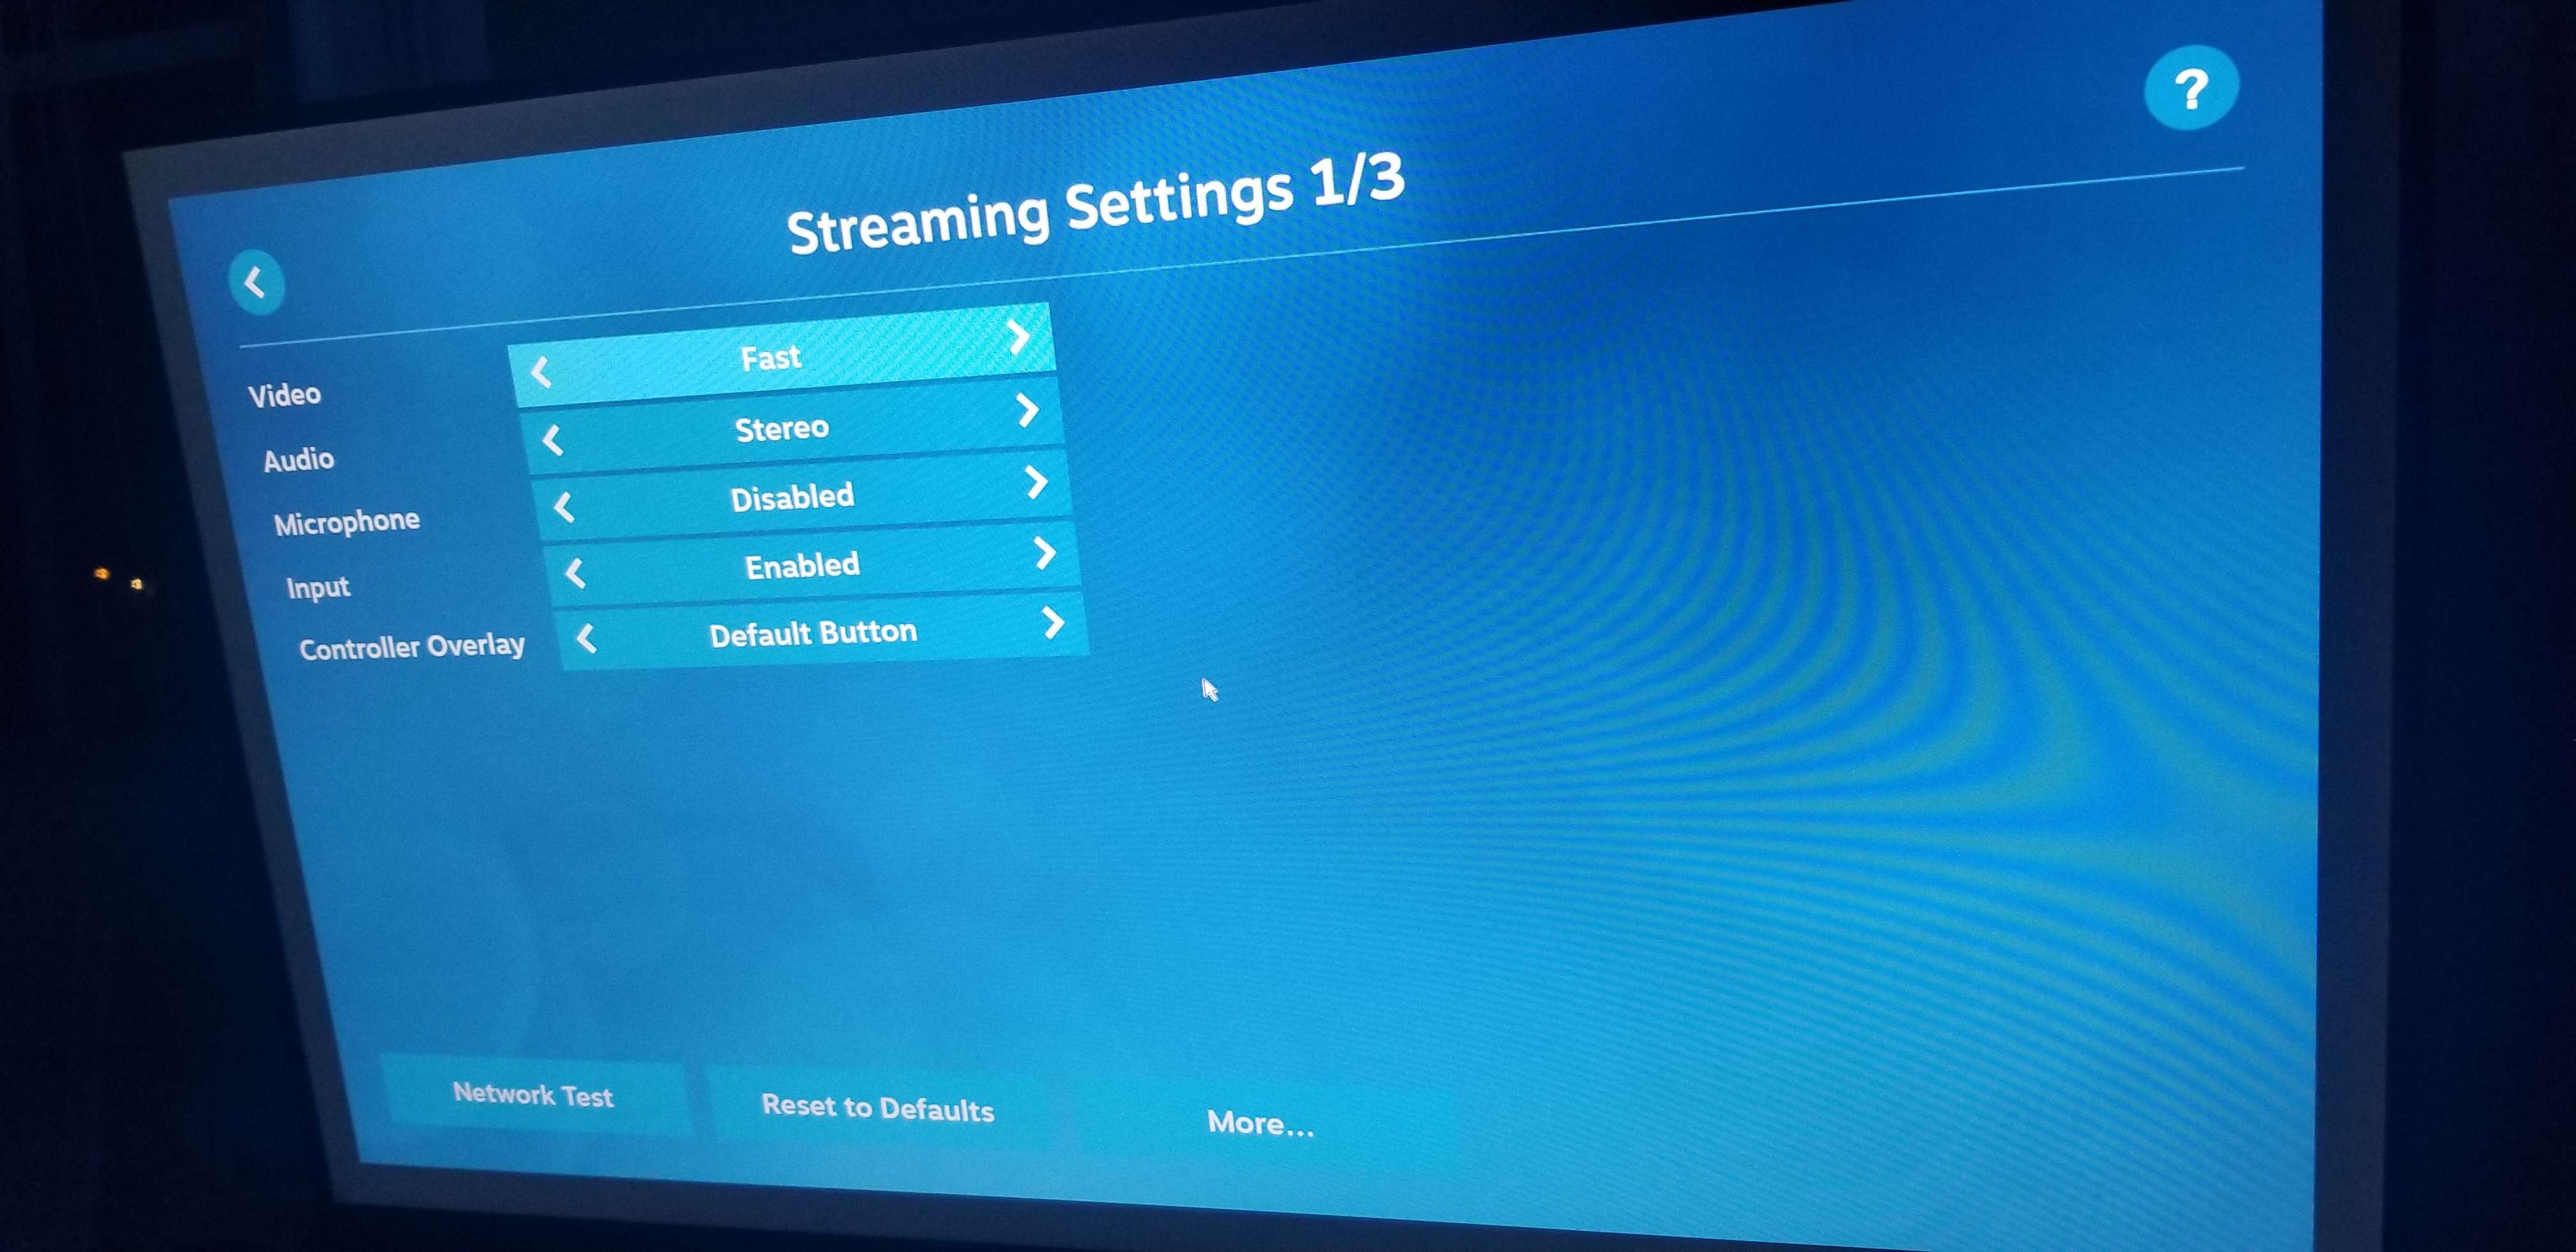 ?
Streaming Settings 1/3
Video Fast
Audio Stereo
Microphone Disabled
Input Enabled
Controller Overlay Default Button
Network Test Reset to Defaults More...